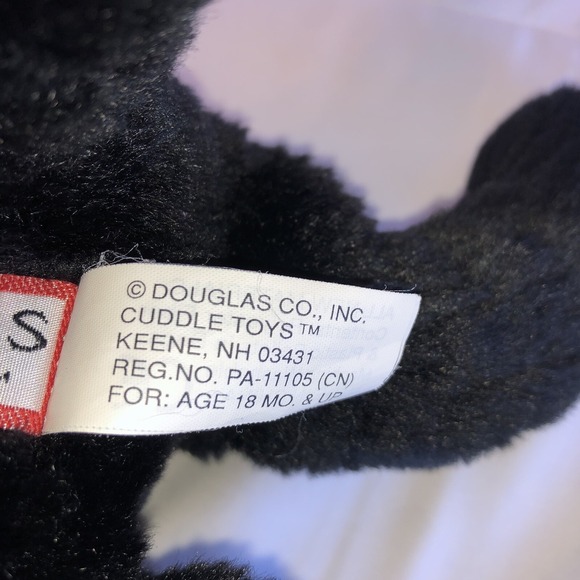 © DOUGLAS CO., INC.
CUDDLE TOYS™
KEENE, NH 03431
REG.NO. PA-11105 (CN)
FOR: AGE 18 MO. & UP
S